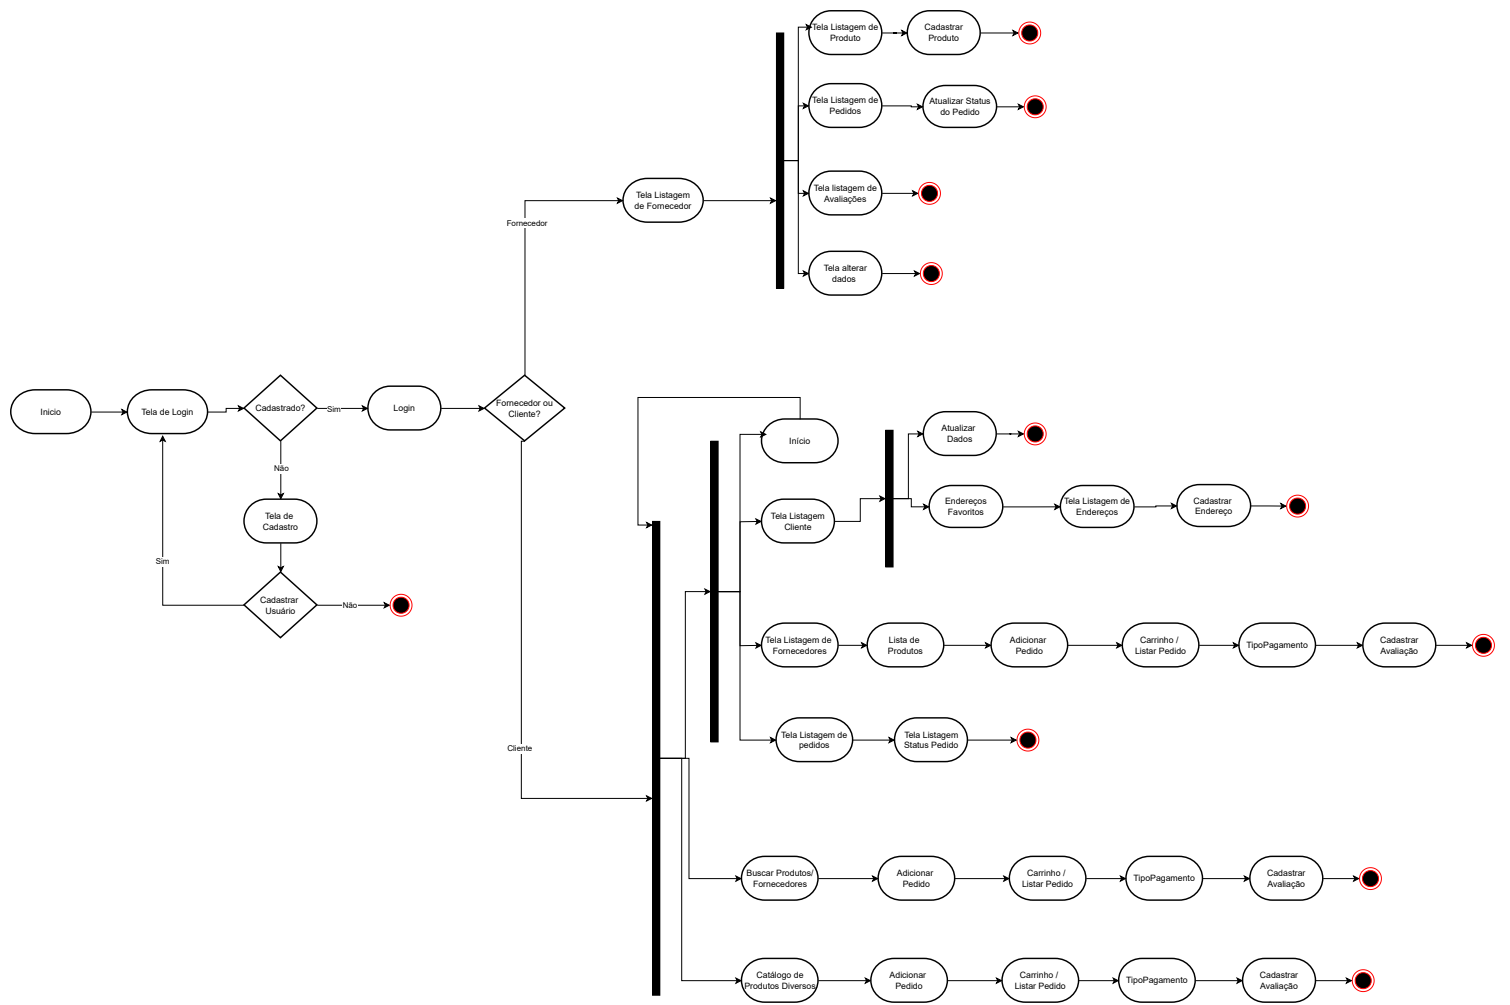 Tela Listagem de
Produto
Cadastrar
Produto
Tela Listagem de
Pedidos
Atualizar Status
do Pedido
Tela listagem de
Avaliações
Tela Listagem
de Fornecedor
Fornecedor
Tela alterar
dados
Inicio
Tela de Login
Cadastrado?
Sim
Login
Fornecedor ou
Cliente?
Não
Tela de
Cadastro
Sim
Cadastrar
Usuário
Não
Cliente
Início
Atualizar
Dados
Tela Listagem
Cliente
Endereços
Favoritos
Tela Listagem de
Endereços
Cadastrar
Endereço
Tela Listagem de
Fornecedores
Lista de
Produtos
Adicionar
Pedido
Carrinho /
Listar Pedido
TipoPagamento
Cadastrar
Avaliação
Tela Listagem de
pedidos
Tela Listagem
Status Pedido
Buscar Produtos/
Fornecedores
Adicionar
Pedido
Carrinho /
Listar Pedido
TipoPagamento
Cadastrar
Avaliação
Catálogo de
Produtos Diversos
Adicionar
Pedido
Carrinho /
Listar Pedido
TipoPagamento
Cadastrar
Avaliação